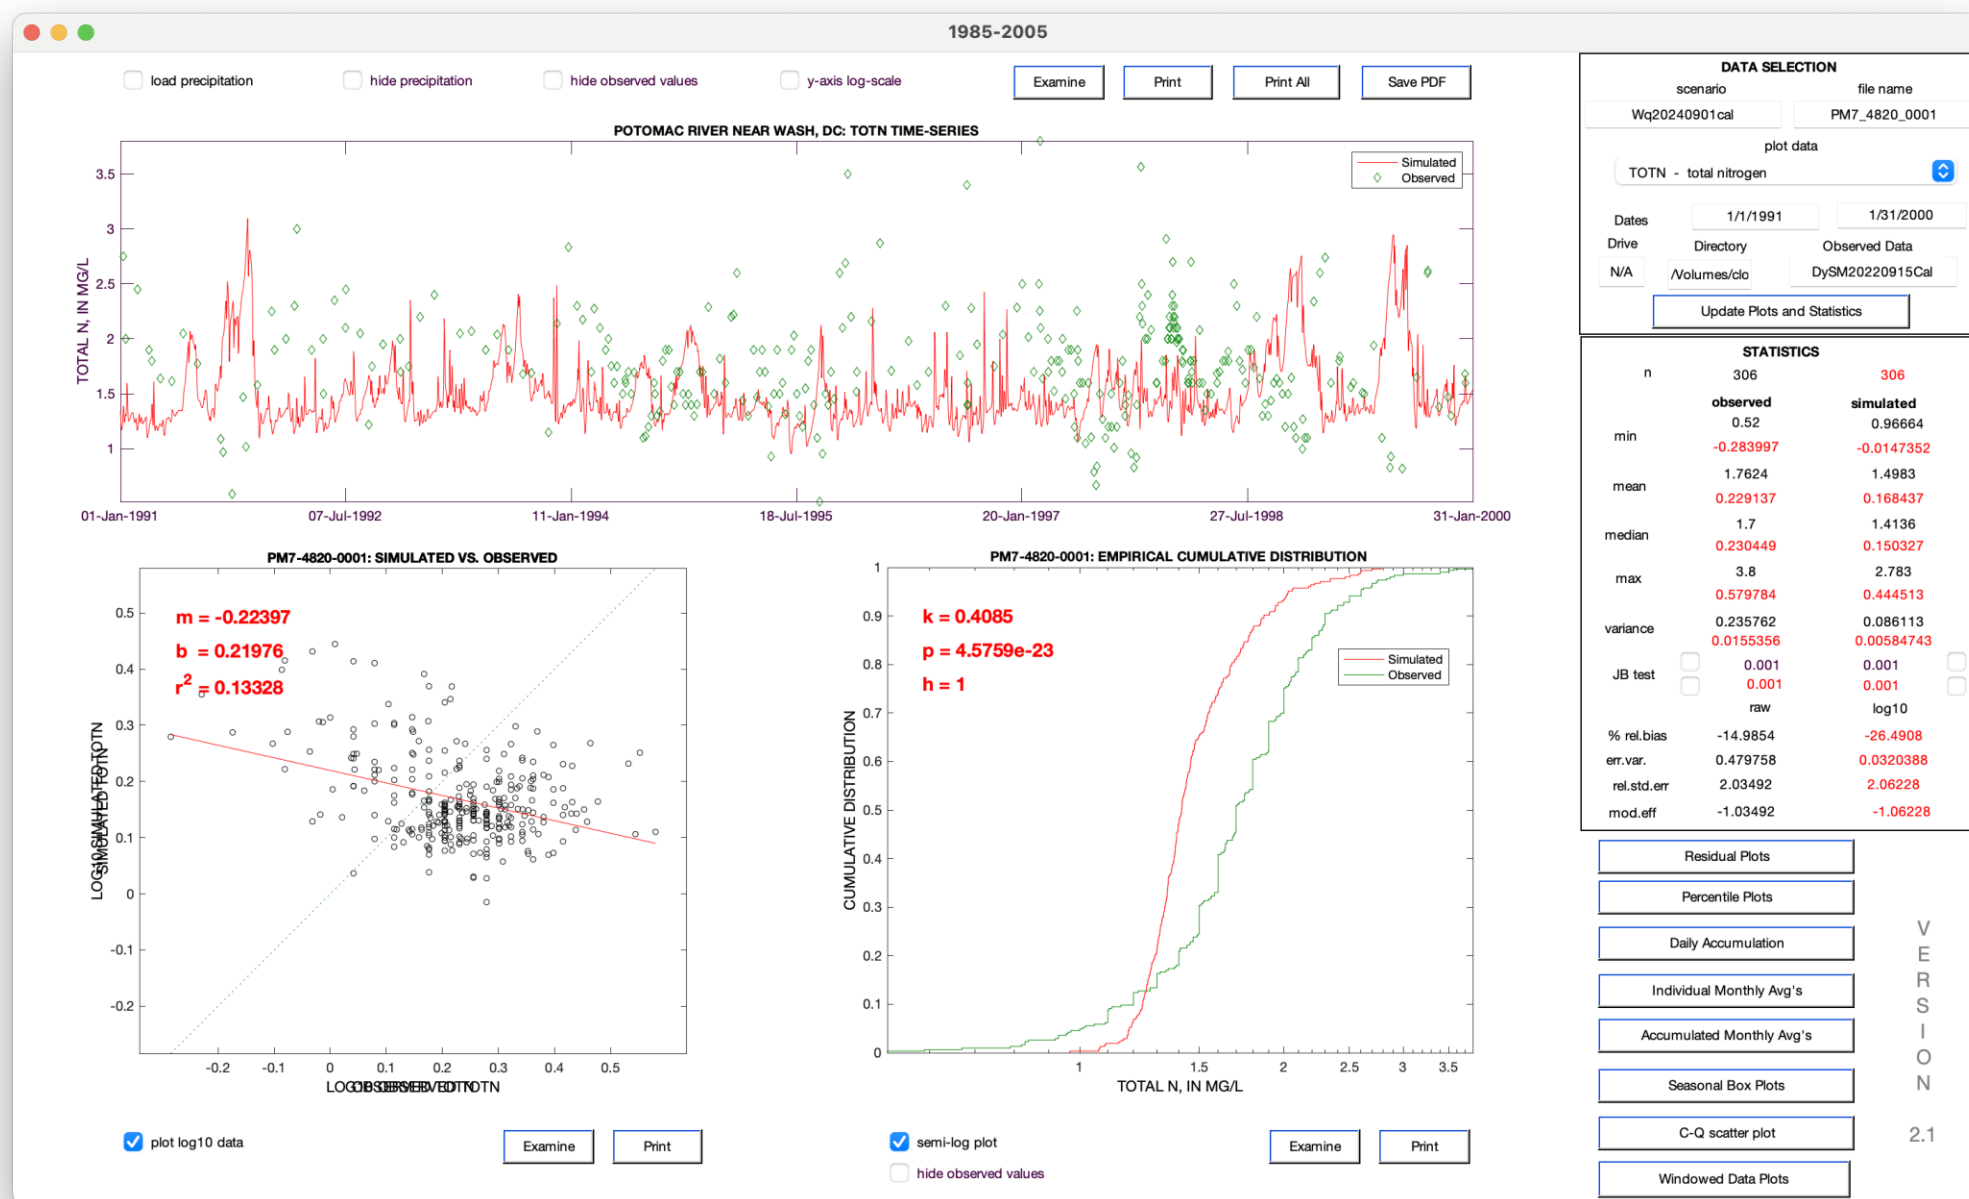 1985-2005
load precipitation
hide precipitation
hide observed values
y-axis log-scale
Examine
Print
Print All
Save PDF
POTOMAC RIVER NEAR WASH, DC: TOTN TIME-SERIES
TOTAL N, IN MG/L
3.5
3
2.5
2
1.5
1
Simulated
Observed
01-Jan-1991
07-Jul-1992
11-Jan-1994
18-Jul-1995
20-Jan-1997
27-Jul-1998
31-Jan-2000
PM7-4820-0001: SIMULATED VS. OBSERVED
m = -0.22397
b = 0.21976
r² = 0.13328
LOG10 SIMULATED TOTN
SIMULATED TOTN
0.5
0.4
0.3
0.2
0.1
0
-0.1
-0.2
-0.2
-0.1
0
0.1
0.2
0.3
0.4
0.5
LOG10 OBSERVED TOTN
OBSERVED TOTN
plot log10 data
Examine
Print
PM7-4820-0001: EMPIRICAL CUMULATIVE DISTRIBUTION
k = 0.4085
p = 4.5759e-23
h = 1
Simulated
Observed
CUMULATIVE DISTRIBUTION
1
0.9
0.8
0.7
0.6
0.5
0.4
0.3
0.2
0.1
0
1
1.5
2
2.5
3
3.5
TOTAL N, IN MG/L
semi-log plot
hide observed values
Examine
Print
DATA SELECTION
scenario file name
Wq20240901cal PM7_4820_0001
plot data
TOTN - total nitrogen
Dates 1/1/1991 1/31/2000
Drive Directory Observed Data
N/A /Volumes/clo DySM20220915Cal
Update Plots and Statistics
STATISTICS
n 306 306
observed simulated
min 0.52 0.96664
-0.283997 -0.0147352
mean 1.7624 1.4983
0.229137 0.168437
median 1.7 1.4136
0.230449 0.150327
max 3.8 2.783
0.579784 0.444513
variance 0.235762 0.086113
0.0155356 0.00584743
JB test 0.001 0.001
0.001 0.001
raw log10
% rel.bias -14.9854 -26.4908
err.var. 0.479758 0.0320388
rel.std.err 2.03492 2.06228
mod.eff -1.03492 -1.06228
Residual Plots
Percentile Plots
Daily Accumulation
Individual Monthly Avg's
Accumulated Monthly Avg's
Seasonal Box Plots
C-Q scatter plot
Windowed Data Plots
VERSION
2.1